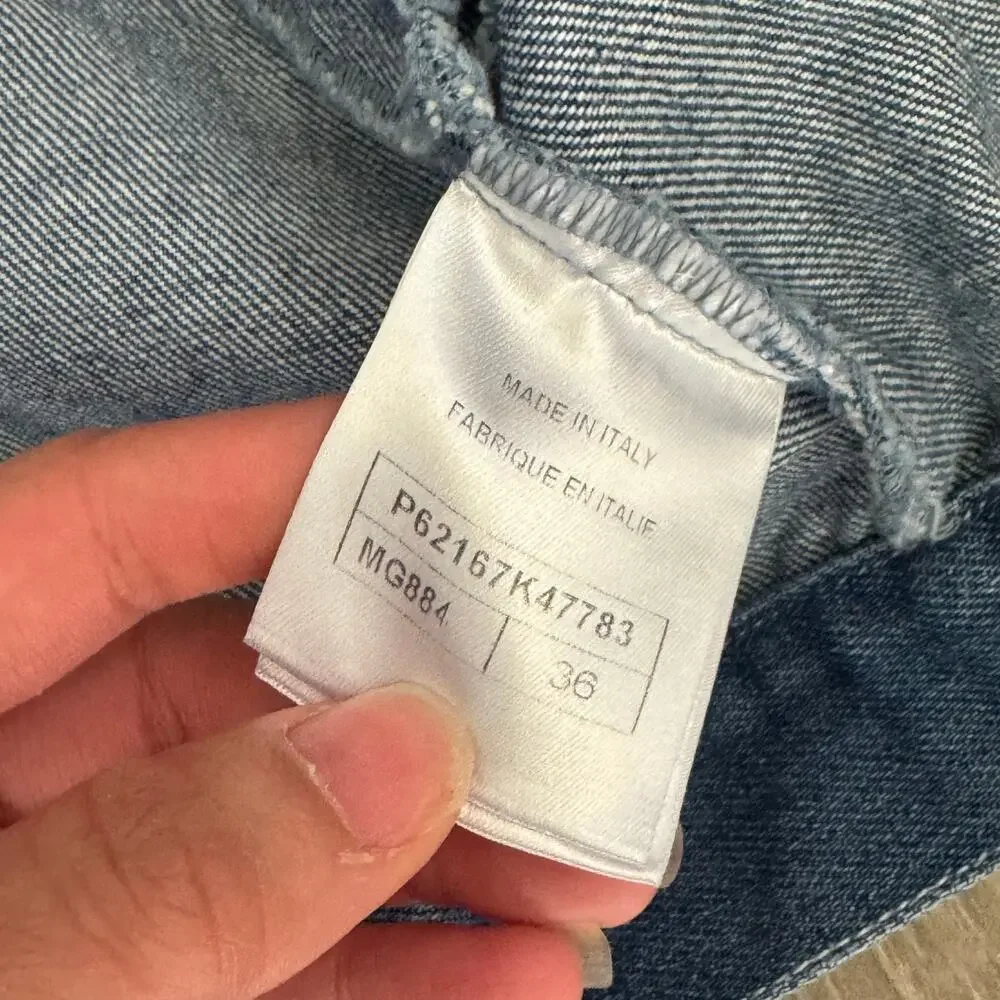 MADE IN ITALY
FABRIQUE EN ITALIE
P62167K47783
MG884
36